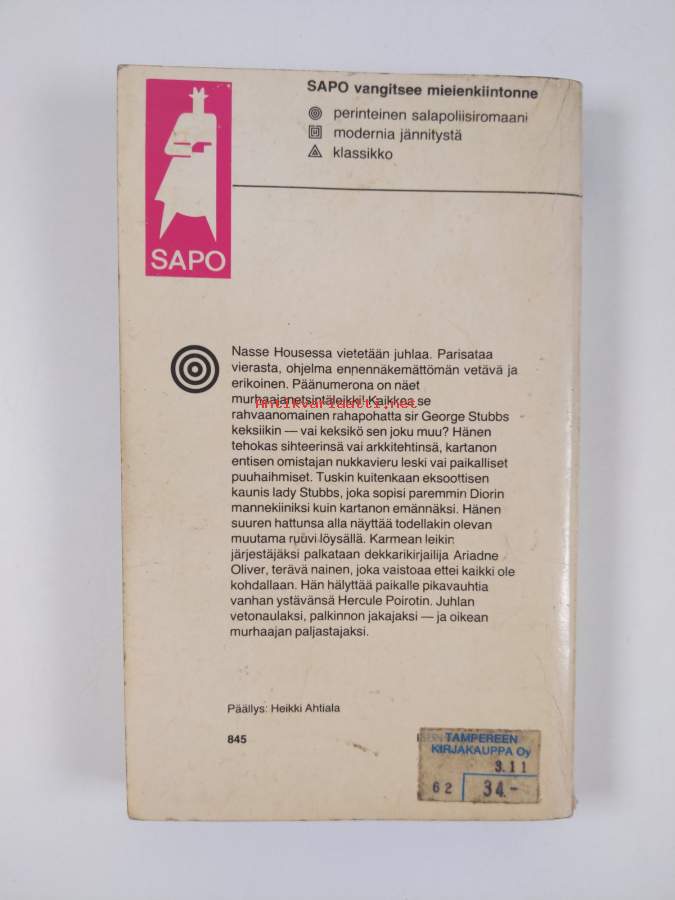 SAPO vangitsee mieienkiintonne
perinteinen salapoliisiromaani
modernia jännitystä
klassikko
SAPO
Nasse Housessa vietetään juhlaa. Parisataa
vierasta, ohjelma ennennäkemättömän vetävä ja
erikoinen. Päänumerona on näet
murhaajanetsintäleikki! Kaikkea se
Antikvariaatti.net
rahvaanomainen rahapohatta sir George Stubbs
keksiikin — vai keksikö sen joku muu? Hänen
tehokas sihteerinsä vai arkkitehtinsä, kartanon
entisen omistajan nukkavieru leski vai paikalliset
puuhaihmiset. Tuskin kuitenkaan eksoottisen
kaunis lady Stubbs, joka sopisi paremmin Diorin
mannekiiniksi kuin kartanon emännäksi. Hänen
suuren hattunsa alla näyttää todellakin olevan
muutama ruuvi löysällä. Karmean leikin
järjestäjäksi palkataan dekkarikirjailija Ariadne
Oliver, terävä nainen, joka vaistoaa ettei kaikki ole
kohdallaan. Hän hälyttää paikalle pikavauhtia
vanhan ystävänsä Hercule Poirotin. Juhlan
vetonaulaksi, palkinnon jakajaksi — ja oikean
murhaajan paljastajaksi.
Päällys: Heikki Ahtiala
845
TAMPEREEN
KIRJAKAUPPA Oy
3.11
62 34.-